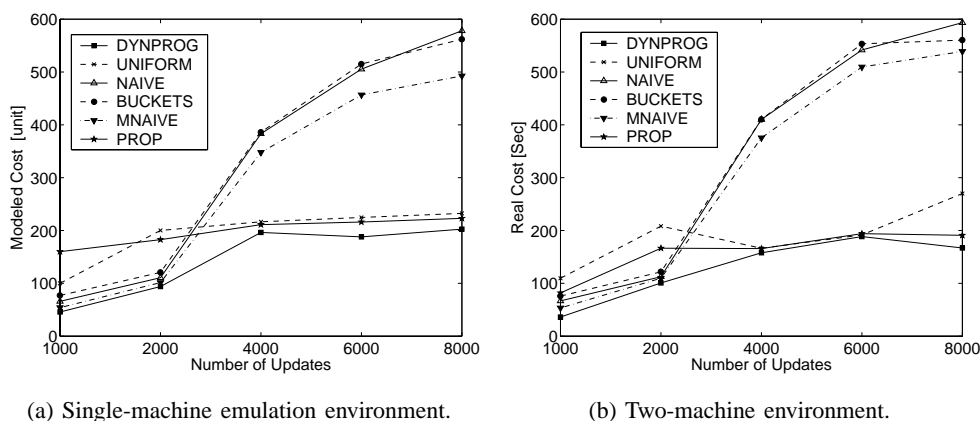 600
500
400
300
200
100
0
Modeled Cost [unit]
DYNPROG
UNIFORM
NAIVE
BUCKETS
MNAIVE
PROP
1000 2000 4000 6000 8000
Number of Updates
(a) Single-machine emulation environment.
600
500
400
300
200
100
0
Real Cost [Sec]
DYNPROG
UNIFORM
NAIVE
BUCKETS
MNAIVE
PROP
1000 2000 4000 6000 8000
Number of Updates
(b) Two-machine environment.